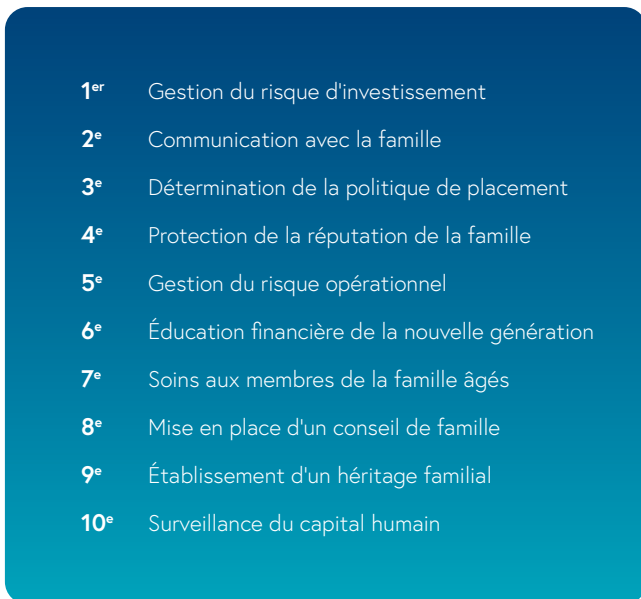 1er Gestion du risque d'investissement
2e Communication avec la famille
3e Détermination de la politique de placement
4e Protection de la réputation de la famille
5e Gestion du risque opérationnel
6e Éducation financière de la nouvelle génération
7e Soins aux membres de la famille âgés
8e Mise en place d'un conseil de famille
9e Établissement d'un héritage familial
10e Surveillance du capital humain